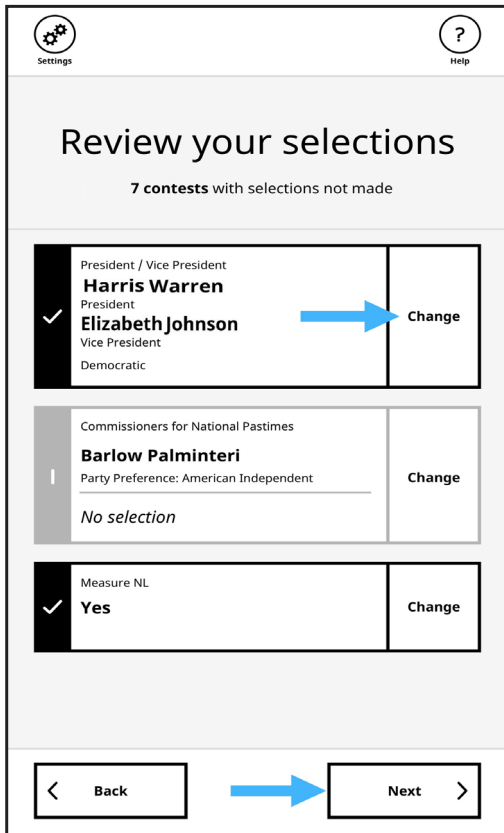 Settings
?
Help
Review your selections
7 contests with selections not made
President / Vice President
Harris Warren
President
Elizabeth Johnson
Vice President
Democratic
Change
Commissioners for National Pastimes
Barlow Palminteri
Party Preference: American Independent
No selection
Change
Measure NL
Yes
Change
Back
Next